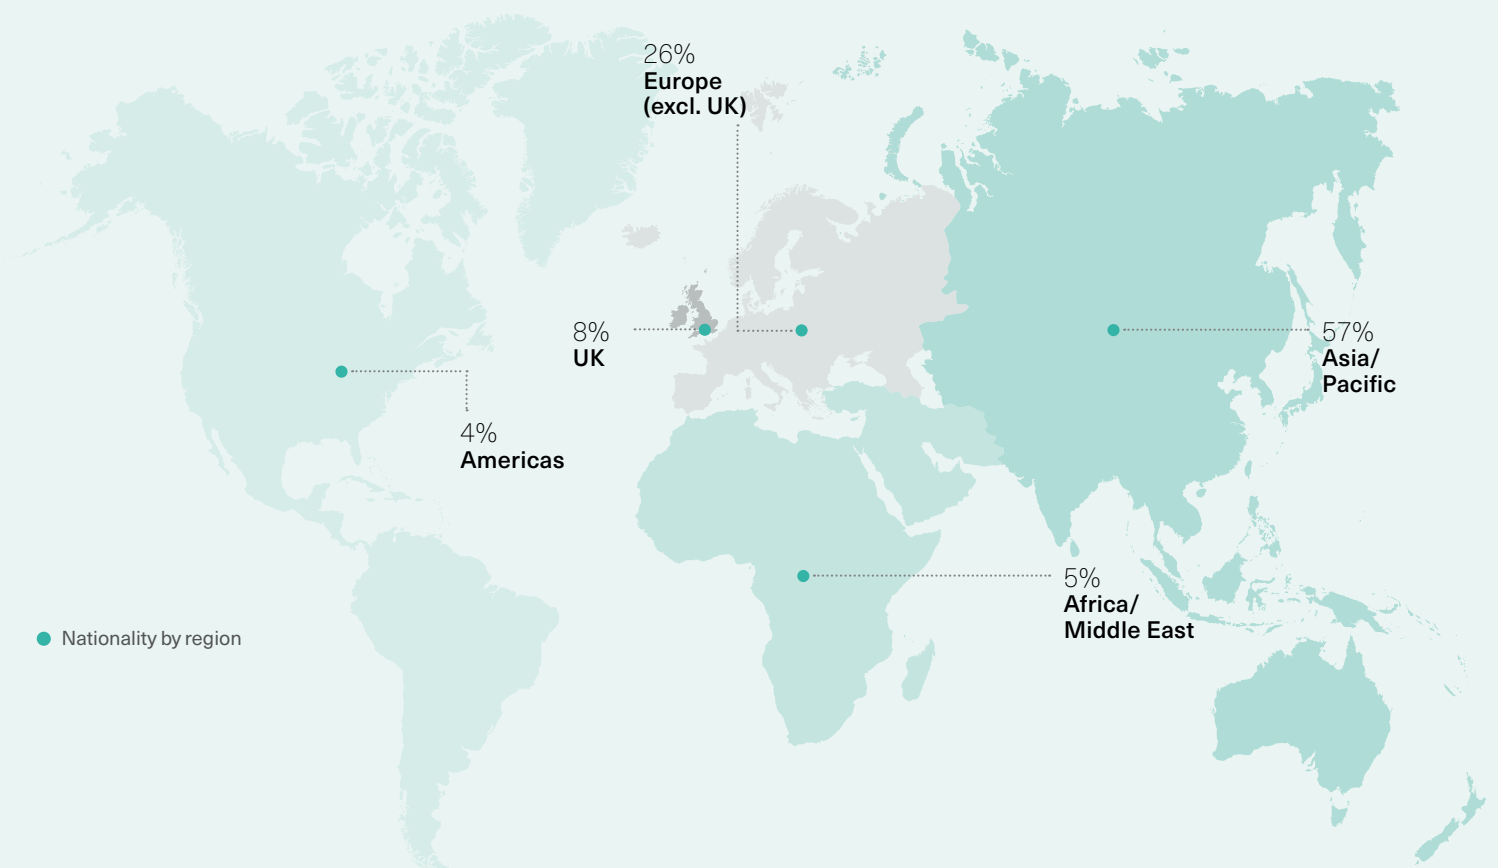 26%
Europe
(excl. UK)
8%
UK
57%
Asia/
Pacific
4%
Americas
5%
Africa/
Middle East
Nationality by region